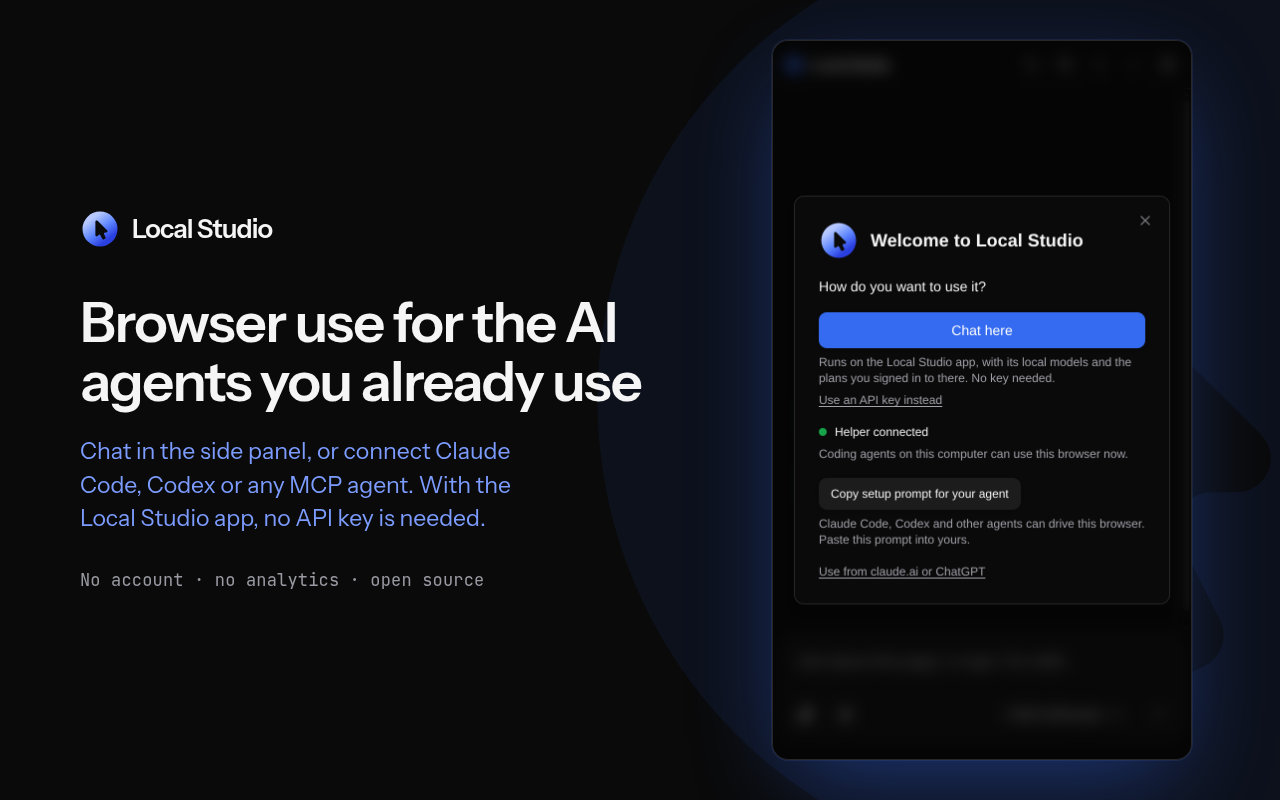 Local Studio
Browser use for the AI
agents you already use
Chat in the side panel, or connect Claude
Code, Codex or any MCP agent. With the
Local Studio app, no API key is needed.
No account · no analytics · open source
Welcome to Local Studio
How do you want to use it?
Chat here
Runs on the Local Studio app, with its local models and the
plans you signed in to there. No key needed.
Use an API key instead
Helper connected
Coding agents on this computer can use this browser now.
Copy setup prompt for your agent
Claude Code, Codex and other agents can drive this browser.
Paste this prompt into yours.
Use from claude.ai or ChatGPT